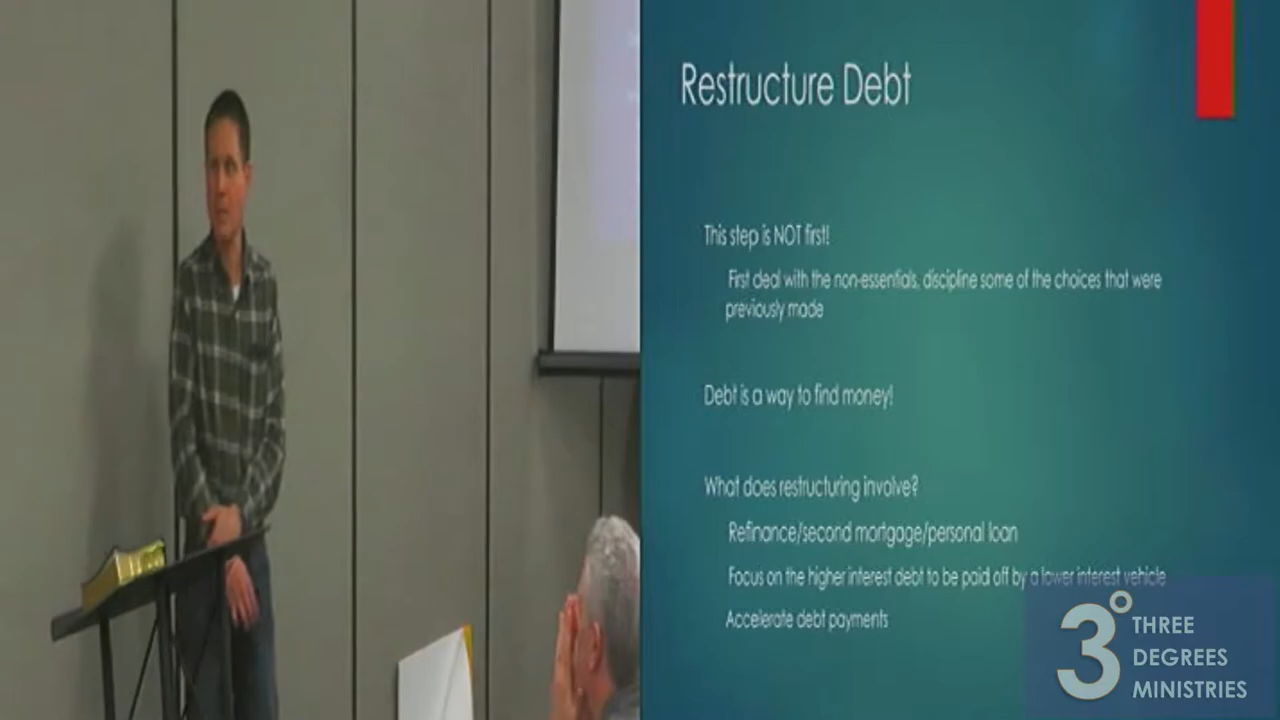 Restructure Debt
This step is NOT first!
First deal with the non-essentials, discipline some of the choices that were
previously made
Debt is a way to find money!
What does restructuring involve?
Refinance/second mortgage/personal loan
Focus on the higher interest debt to be paid off by a lower interest vehicle
Accelerate debt payments
3°
THREE
DEGREES
MINISTRIES